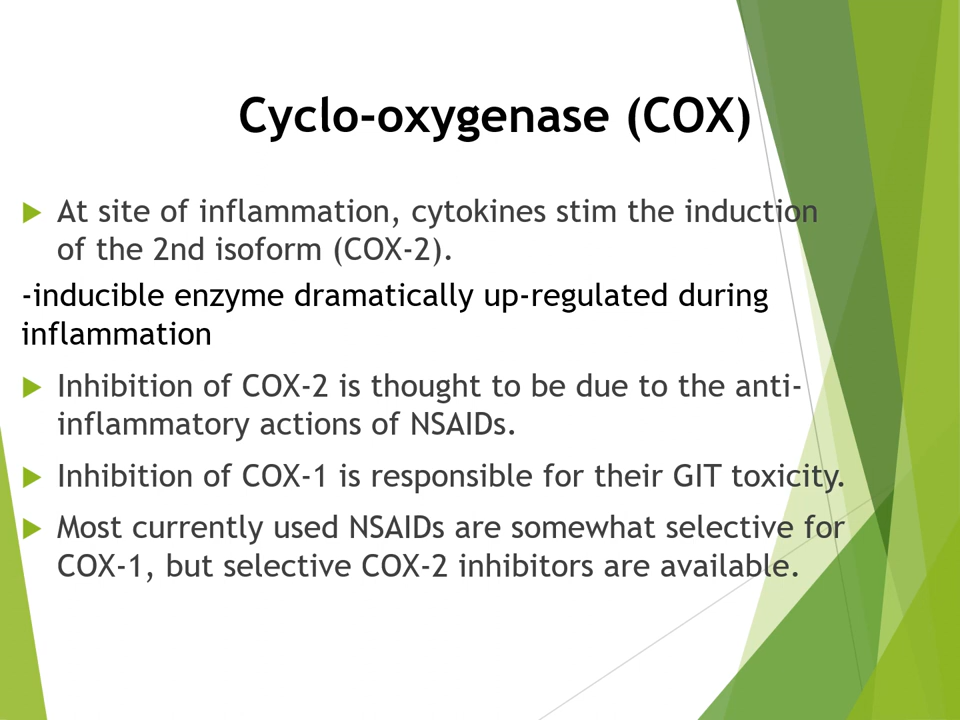 Cyclo-oxygenase (COX)
At site of inflammation, cytokines stim the induction
of the 2nd isoform (COX-2).
-inducible enzyme dramatically up-regulated during
inflammation
Inhibition of COX-2 is thought to be due to the anti-
inflammatory actions of NSAIDs.
Inhibition of COX-1 is responsible for their GIT toxicity.
Most currently used NSAIDs are somewhat selective for
COX-1, but selective COX-2 inhibitors are available.